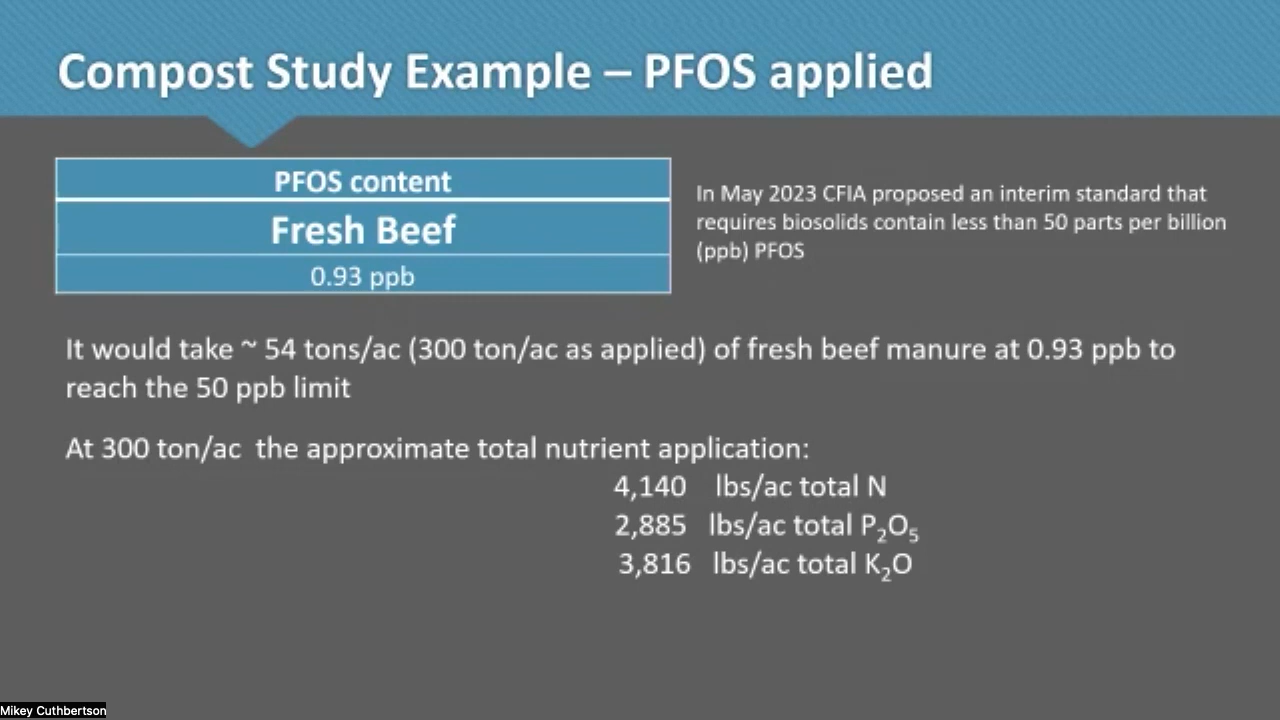 Compost Study Example – PFOS applied
PFOS content
Fresh Beef
0.93 ppb
In May 2023 CFIA proposed an interim standard that
requires biosolids contain less than 50 parts per billion
(ppb) PFOS
It would take ~ 54 tons/ac (300 ton/ac as applied) of fresh beef manure at 0.93 ppb to
reach the 50 ppb limit
At 300 ton/ac the approximate total nutrient application:
4,140 lbs/ac total N
2,885 lbs/ac total P₂O₅
3,816 lbs/ac total K₂O
Mikey Cuthbertson